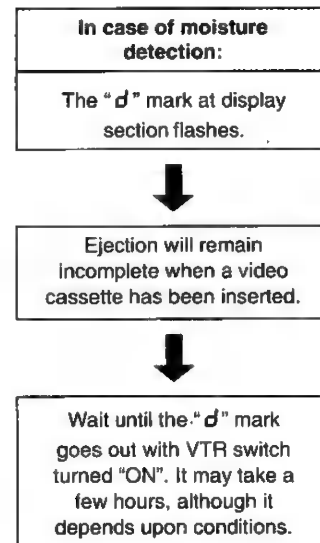 In case of moisture
detection:
The "d" mark at display
section flashes.
Ejection will remain
incomplete when a video
cassette has been inserted.
Wait until the "d" mark
goes out with VTR switch
turned "ON". It may take a
few hours, although it
depends upon conditions.